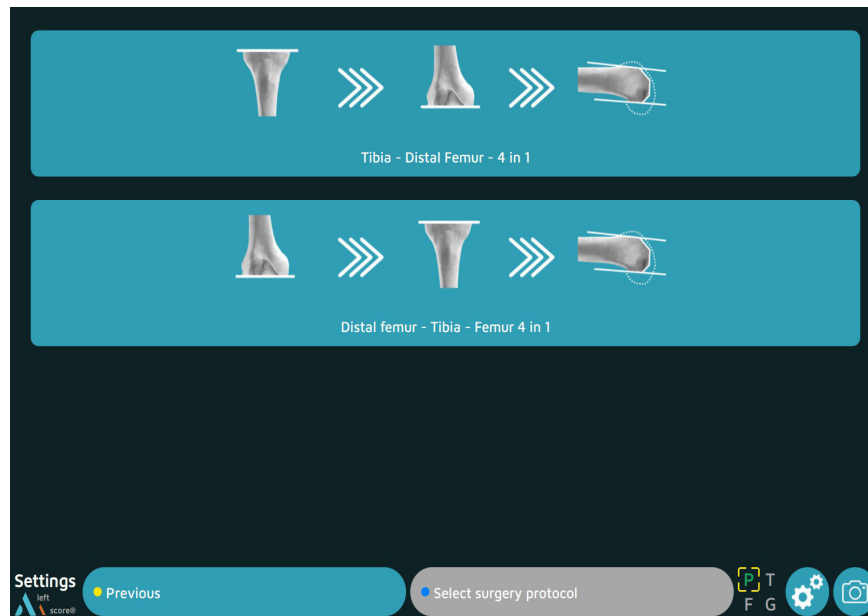 Tibia - Distal Femur - 4 in 1
Distal femur - Tibia - Femur 4 in 1
Settings
left
score®
Previous
Select surgery protocol
P T
F G